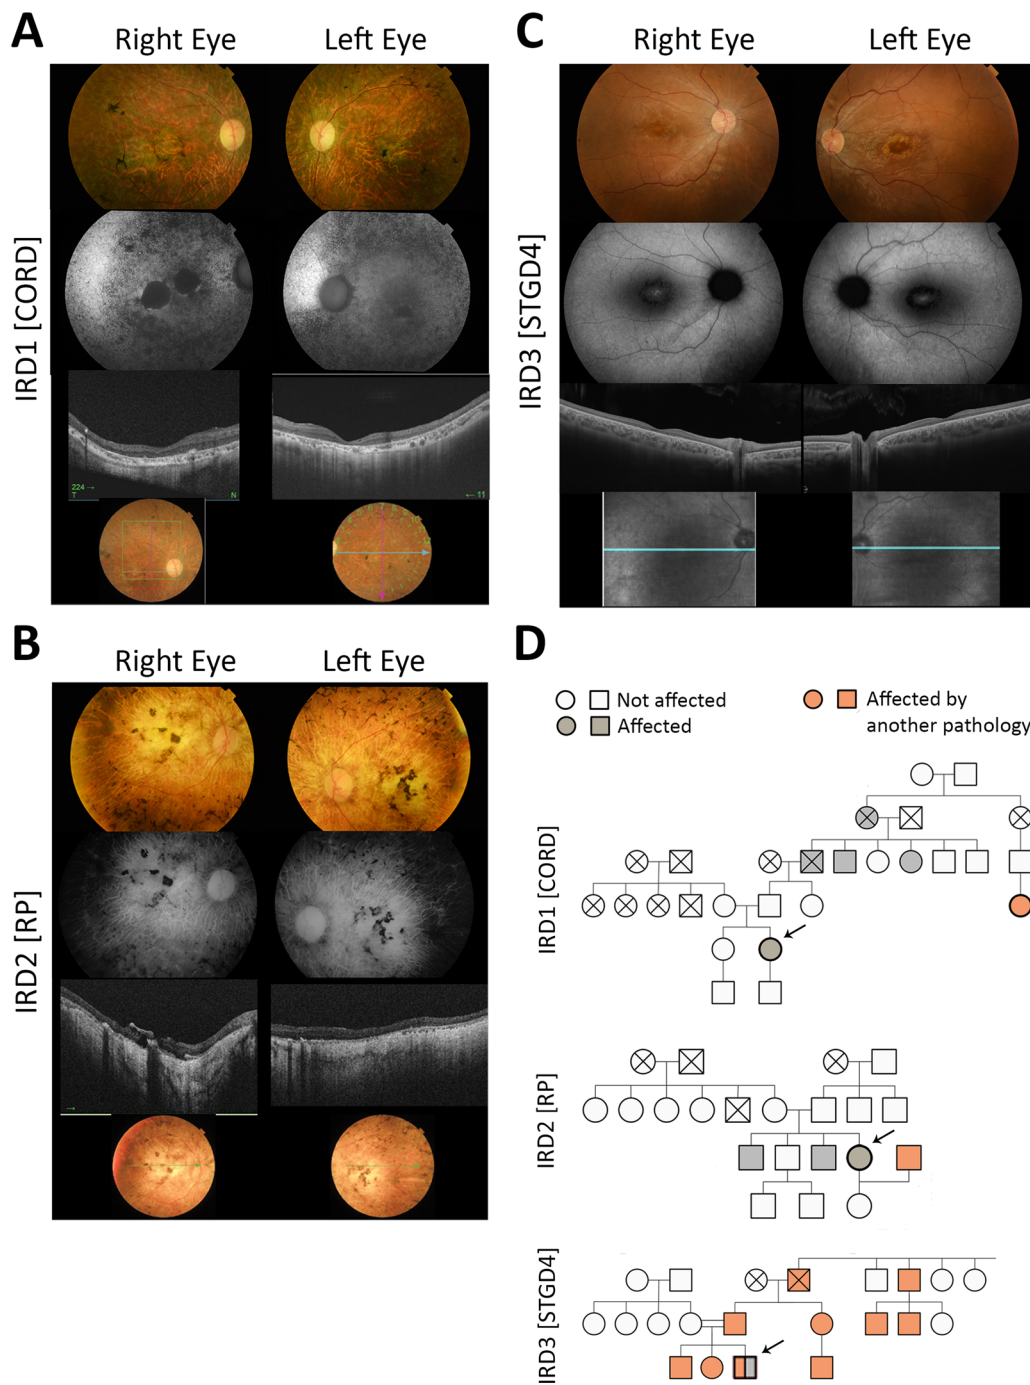 A
Right Eye
Left Eye
IRD1 [CORD]
224 →
T
N
← 11
B
Right Eye
Left Eye
IRD2 [RP]
→
C
Right Eye
Left Eye
IRD3 [STGD4]
D
Not affected
Affected
Affected by
another pathology
IRD1 [CORD]
IRD2 [RP]
IRD3 [STGD4]